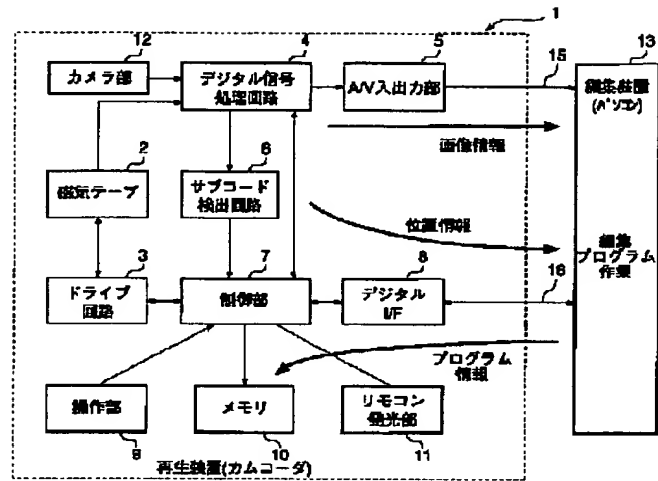 1
12
4
5
15
13
カメラ部
デジタル信号
処理回路
A/V入出力部
編集装置
(パソコン)
画像情報
2
6
磁気テープ
サブコード
検出回路
位置情報
3
7
8
編集
プログラム
作業
ドライブ
回路
制御部
デジタル
I/F
16
プログラム
情報
操作部
メモリ
リモコン
発光部
9
10
11
再生装置(カムコーダ)